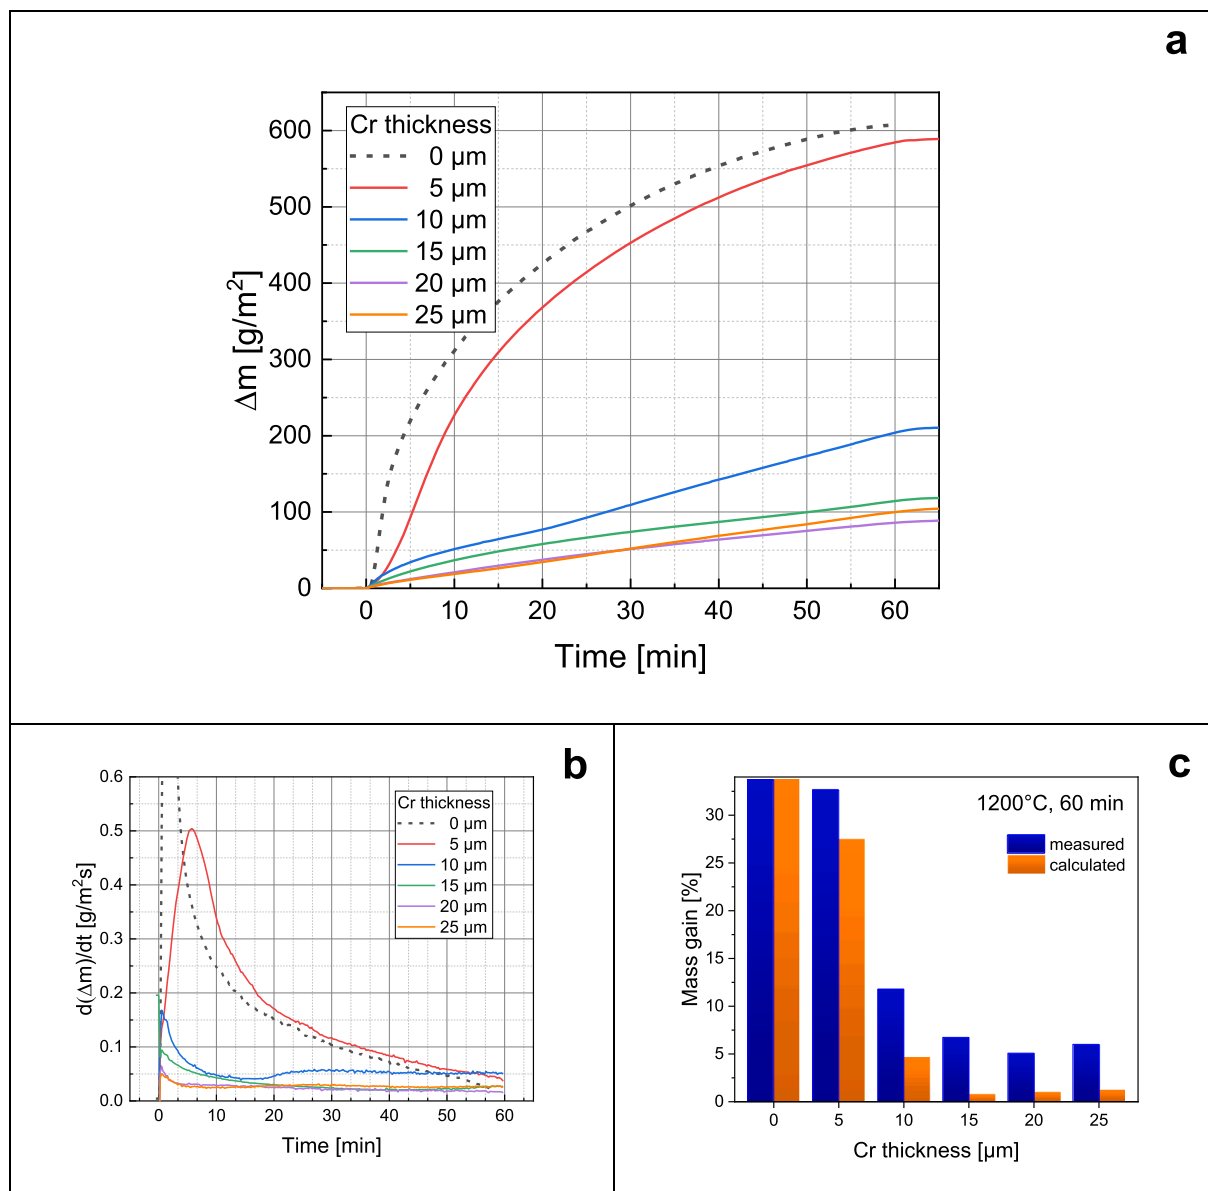 a
Cr thickness
0 µm
5 µm
10 µm
15 µm
20 µm
25 µm
600
500
400
300
200
100
0
Δm [g/m²]
0 10 20 30 40 50 60
Time [min]
b
0.6
0.5
0.4
0.3
0.2
0.1
0.0
d(Δm)/dt [g/m²s]
Cr thickness
0 µm
5 µm
10 µm
15 µm
20 µm
25 µm
0 10 20 30 40 50 60
Time [min]
c
1200°C, 60 min
measured
calculated
30
25
20
15
10
5
0
Mass gain [%]
0 5 10 15 20 25
Cr thickness [µm]